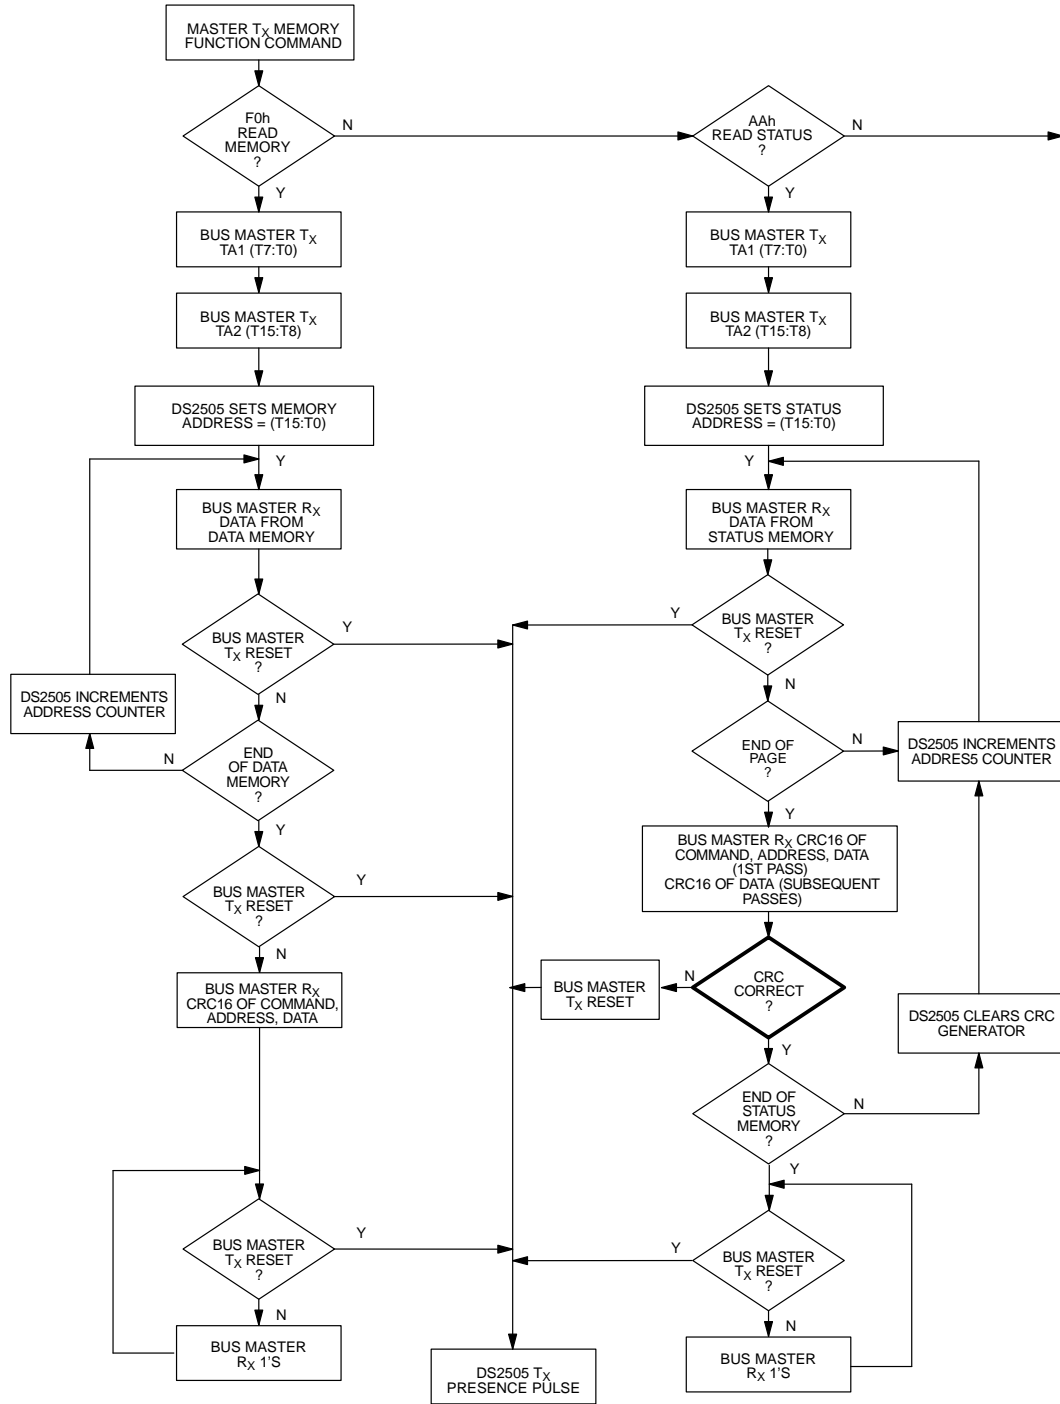 MASTER TX MEMORY
FUNCTION COMMAND
F0h
READ
MEMORY
?
N
Y
BUS MASTER TX
TA1 (T7:T0)
BUS MASTER TX
TA2 (T15:T8)
DS2505 SETS MEMORY
ADDRESS = (T15:T0)
Y
BUS MASTER RX
DATA FROM
DATA MEMORY
BUS MASTER
TX RESET
?
Y
N
DS2505 INCREMENTS
ADDRESS COUNTER
N
END
OF DATA
MEMORY
?
Y
BUS MASTER
TX RESET
?
Y
N
BUS MASTER RX
CRC16 OF COMMAND,
ADDRESS, DATA
BUS MASTER
TX RESET
?
Y
N
BUS MASTER
RX 1'S
DS2505 TX
PRESENCE PULSE
AAh
READ STATUS
?
N
Y
BUS MASTER TX
TA1 (T7:T0)
BUS MASTER TX
TA2 (T15:T8)
DS2505 SETS STATUS
ADDRESS = (T15:T0)
Y
BUS MASTER RX
DATA FROM
STATUS MEMORY
Y
BUS MASTER
TX RESET
?
N
END OF
PAGE
?
N
DS2505 INCREMENTS
ADDRES5 COUNTER
Y
BUS MASTER RX CRC16 OF
COMMAND, ADDRESS, DATA
(1ST PASS)
CRC16 OF DATA (SUBSEQUENT
PASSES)
CRC
CORRECT
?
N
BUS MASTER
TX RESET
Y
DS2505 CLEARS CRC
GENERATOR
END OF
STATUS
MEMORY
?
N
Y
BUS MASTER
TX RESET
?
Y
N
BUS MASTER
RX 1'S